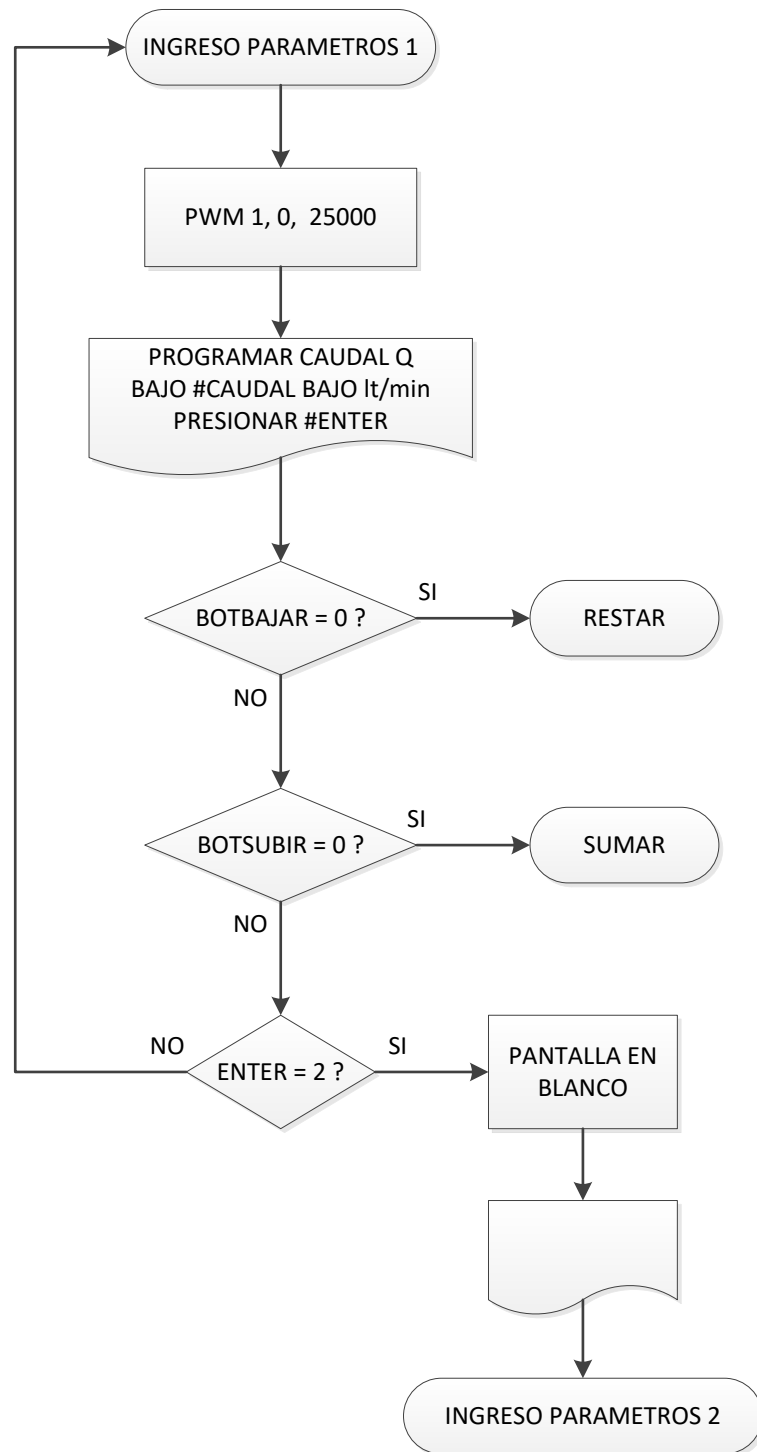 INGRESO PARAMETROS 1
PWM 1, 0, 25000
PROGRAMAR CAUDAL Q
BAJO #CAUDAL BAJO lt/min
PRESIONAR #ENTER
BOTBAJAR = 0 ?
SI
RESTAR
NO
BOTSUBIR = 0 ?
SI
SUMAR
NO
NO
ENTER = 2 ?
SI
PANTALLA EN
BLANCO
INGRESO PARAMETROS 2